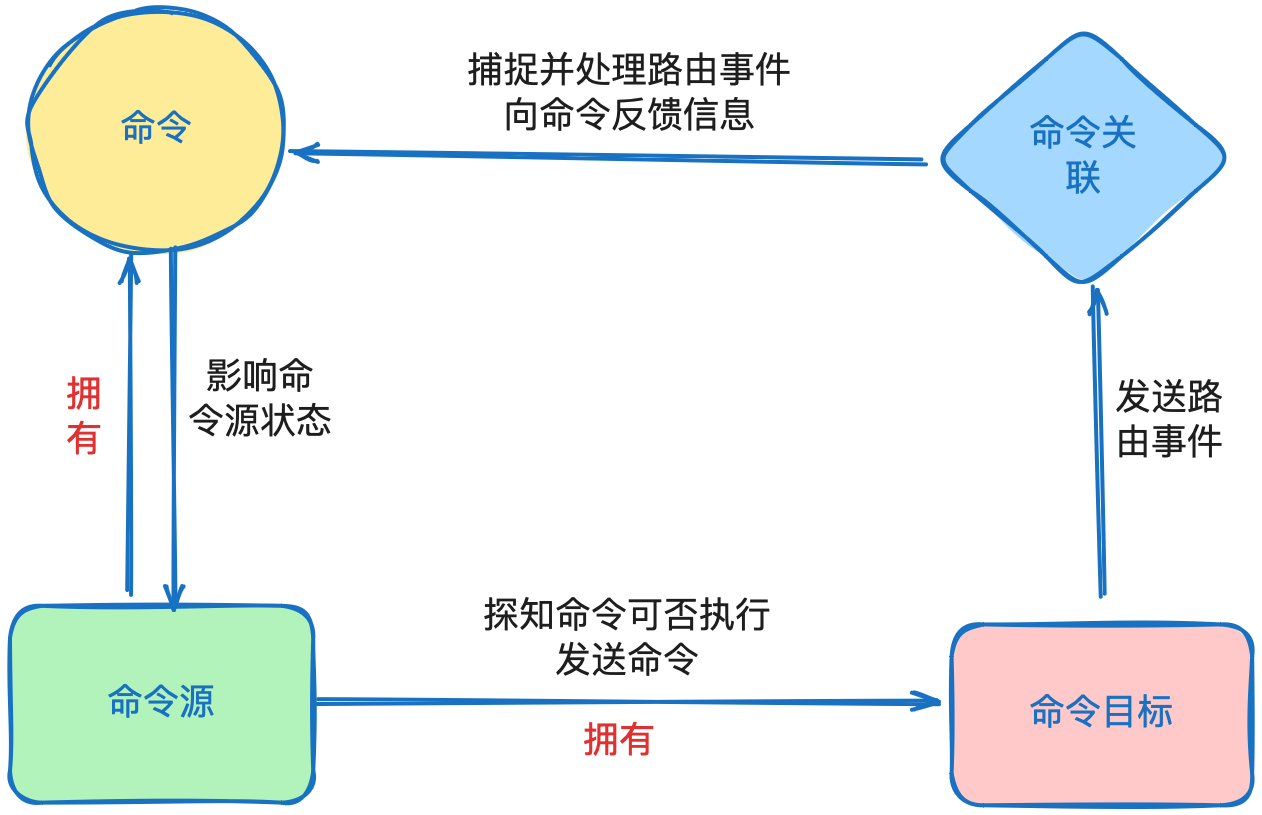 命令
捕捉并处理路由事件
向命令反馈信息
命令关
联
拥
有
影响命
令源状态
发送路
由事件
命令源
探知命令可否执行
发送命令
拥有
命令目标